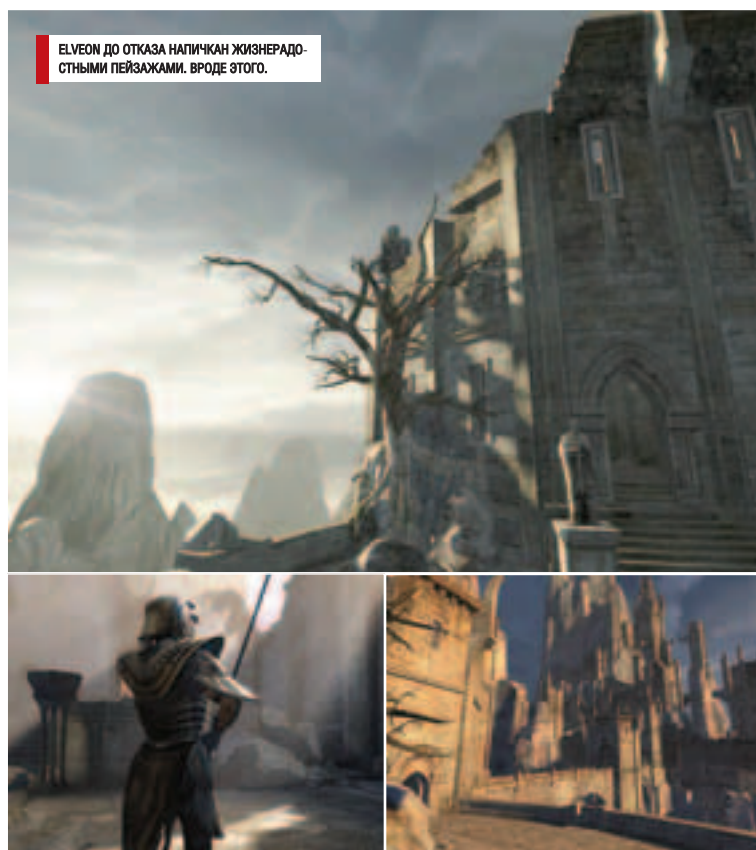 ELVEON ДО ОТКАЗА НАПИЧКАН ЖИЗНЕРАДО-
СТНЫМИ ПЕЙЗАЖАМИ. ВРОДЕ ЭТОГО.